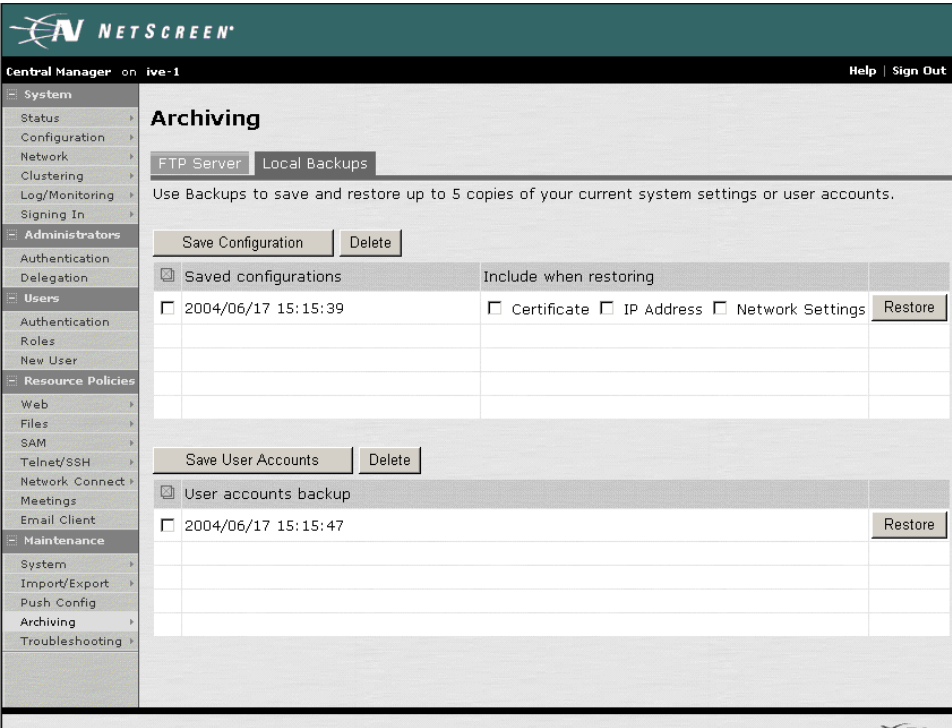 NETSCREEN
Central Manager on ive-1
Help | Sign Out
System
Status
Configuration
Network
Clustering
Log/Monitoring
Signing In
Administrators
Authentication
Delegation
Users
Authentication
Roles
New User
Resource Policies
Web
Files
SAM
Telnet/SSH
Network Connect
Meetings
Email Client
Maintenance
System
Import/Export
Push Config
Archiving
Troubleshooting
Archiving
FTP Server Local Backups
Use Backups to save and restore up to 5 copies of your current system settings or user accounts.
Save Configuration Delete
Saved configurations Include when restoring
2004/06/17 15:15:39 Certificate IP Address Network Settings Restore
Save User Accounts Delete
User accounts backup
2004/06/17 15:15:47 Restore